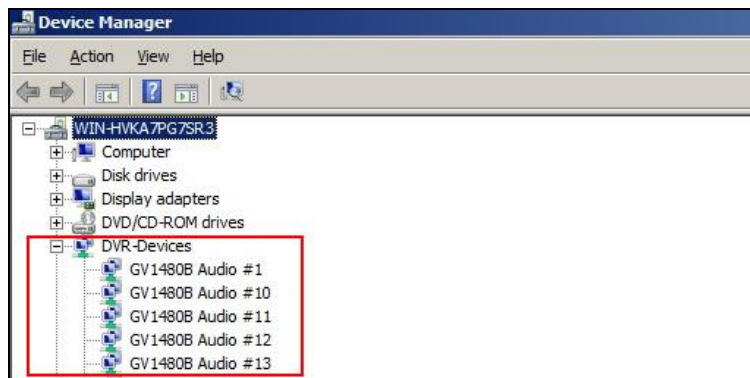 Device Manager
File Action View Help
WIN-HVKA7PG7SR3
Computer
Disk drives
Display adapters
DVD/CD-ROM drives
DVR-Devices
GV1480B Audio #1
GV1480B Audio #10
GV1480B Audio #11
GV1480B Audio #12
GV1480B Audio #13